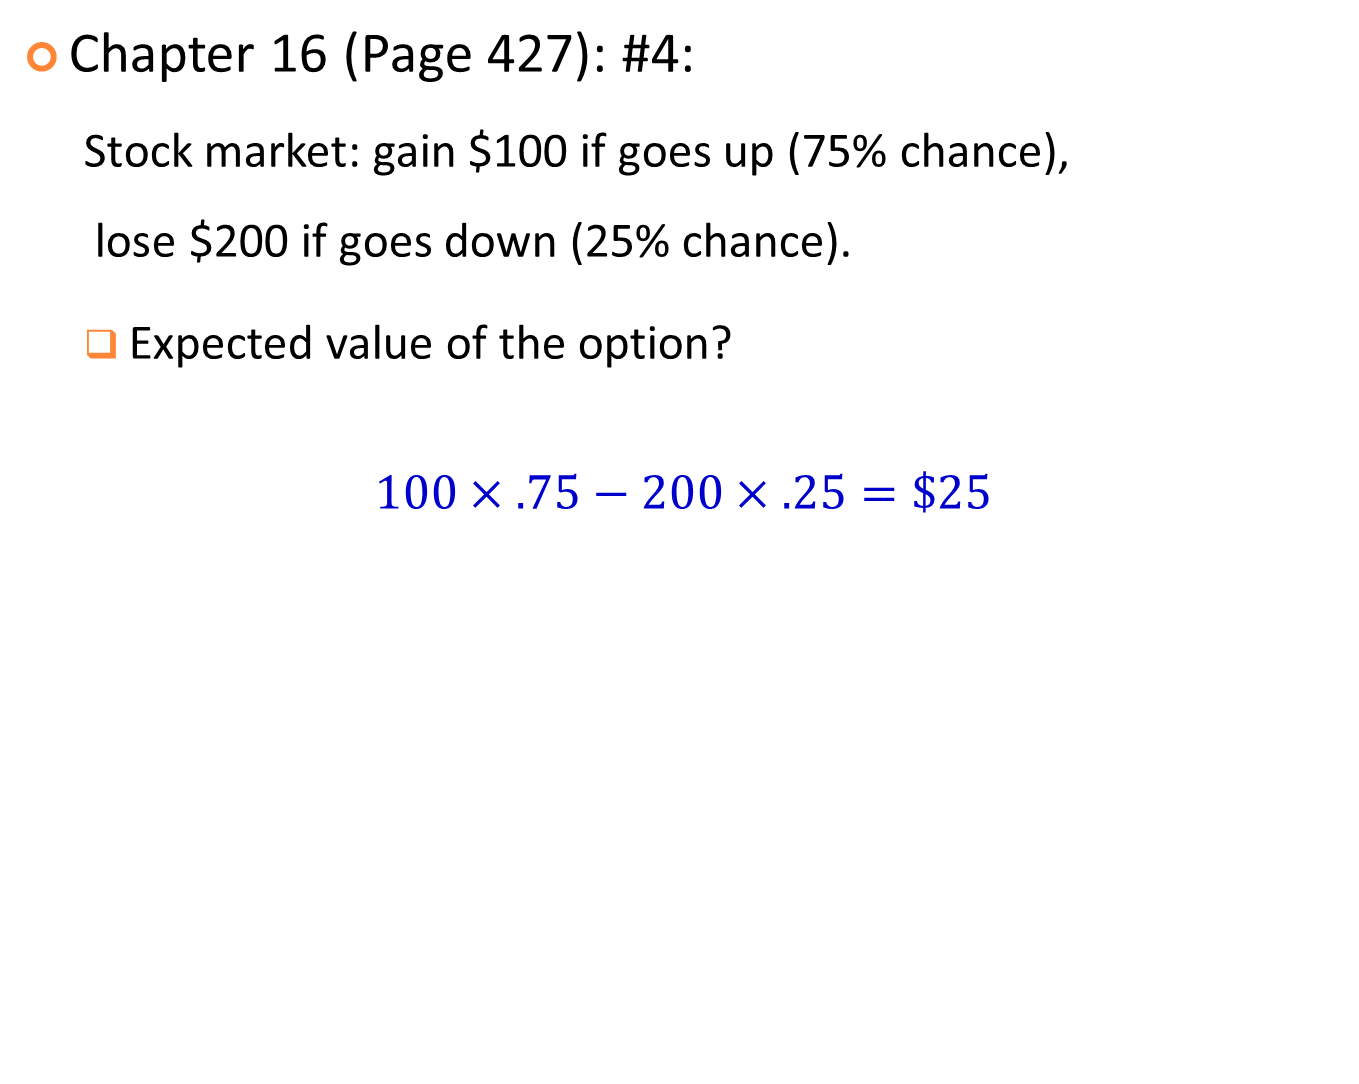 Chapter 16 (Page 427): #4:
Stock market: gain $100 if goes up (75% chance),
lose $200 if goes down (25% chance).
Expected value of the option?
100 × .75 − 200 × .25 = $25